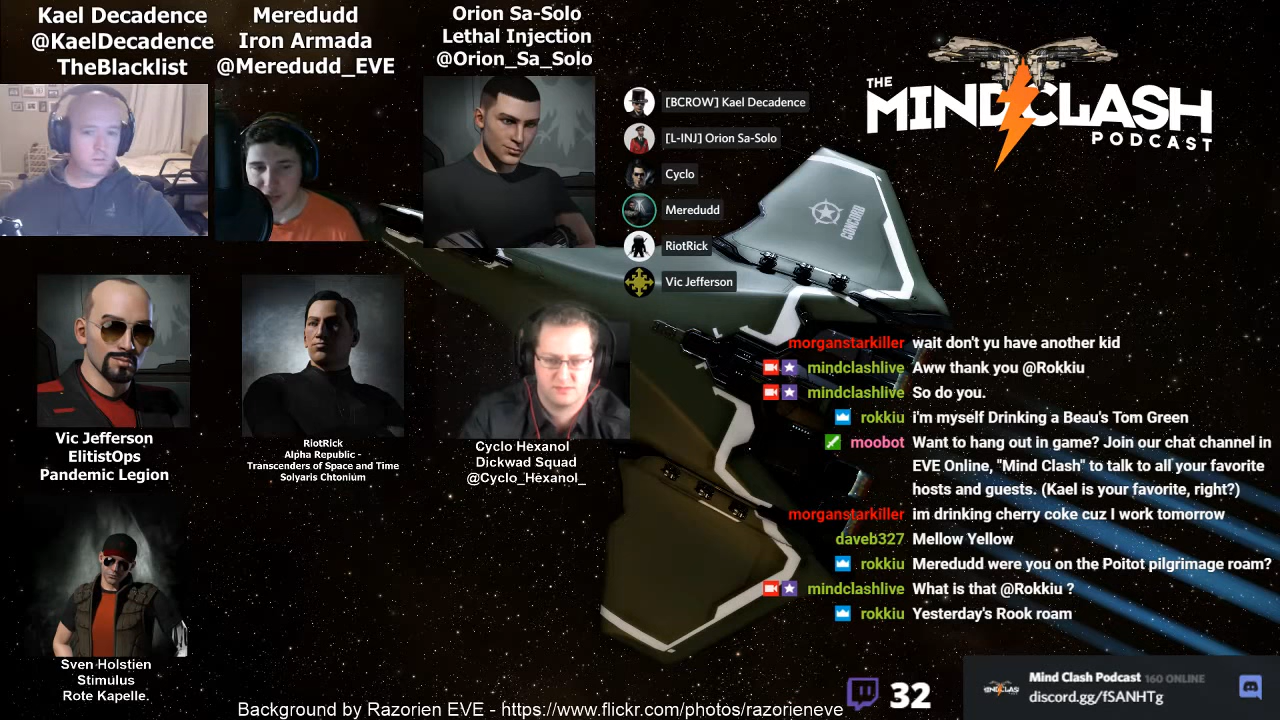 Kael Decadence
@KaelDecadence
TheBlacklist
Meredudd
Iron Armada
@Meredudd_EVE
Orion Sa-Solo
Lethal Injection
@Orion_Sa_Solo
[BCROW] Kael Decadence
[L-INJ] Orion Sa-Solo
Cyclo
Meredudd
RiotRick
Vic Jefferson
THE
MINDCLASH
PODCAST
CONCORD
Vic Jefferson
ElitistOps
Pandemic Legion
RiotRick
Alpha Republic -
Transcenders of Space and Time
Solyaris Chtonium
Cyclo Hexanol
Dickwad Squad
@Cyclo_Hexanol_
Sven Holstien
Stimulus
Rote Kapelle.
morganstarkiller wait don't yu have another kid
mindclashlive Aww thank you @Rokkiu
mindclashlive So do you.
rokkiu i'm myself Drinking a Beau's Tom Green
moobot Want to hang out in game? Join our chat channel in
EVE Online, "Mind Clash" to talk to all your favorite
hosts and guests. (Kael is your favorite, right?)
morganstarkiller im drinking cherry coke cuz I work tomorrow
daveb327 Mellow Yellow
rokkiu Meredudd were you on the Poitot pilgrimage roam?
mindclashlive What is that @Rokkiu ?
rokkiu Yesterday's Rook roam
32
Mind Clash Podcast 160 ONLINE
discord.gg/fSANHTg
Background by Razorien EVE - https://www.flickr.com/photos/razorieneve